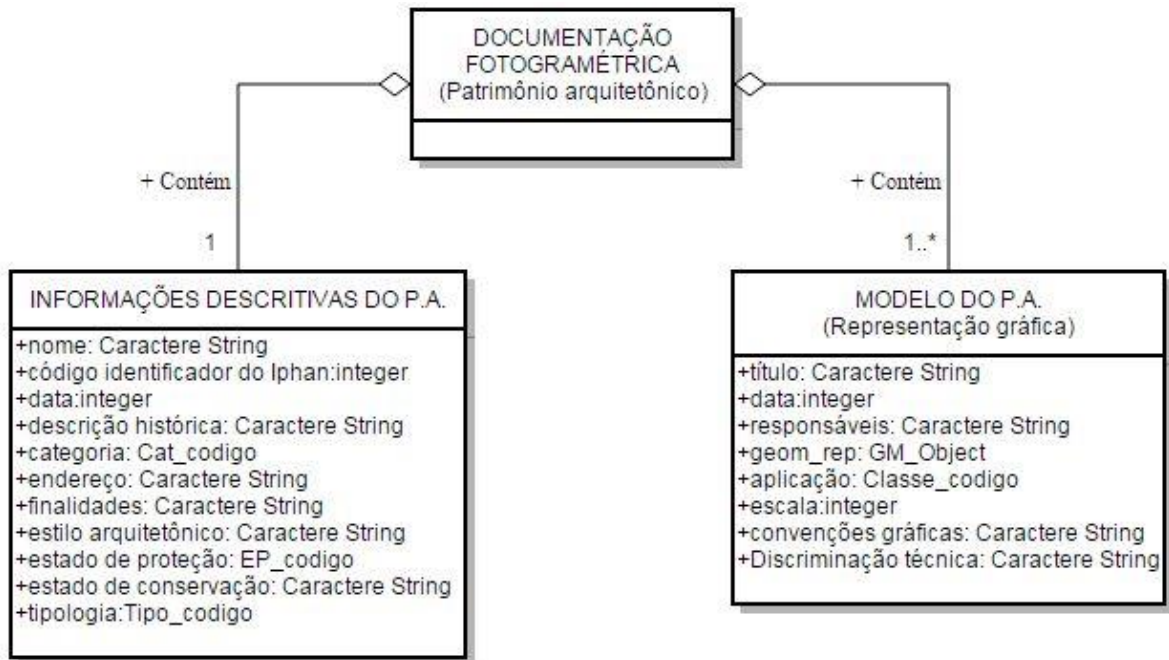 DOCUMENTAÇÃO
FOTOGRAMÉTRICA
(Patrimônio arquitetônico)
+ Contém
1
+ Contém
1..*
INFORMAÇÕES DESCRITIVAS DO P.A.
+nome: Caractere String
+código identificador do Iphan:integer
+data:integer
+descrição histórica: Caractere String
+categoria: Cat_codigo
+endereço: Caractere String
+finalidades: Caractere String
+estilo arquitetônico: Caractere String
+estado de proteção: EP_codigo
+estado de conservação: Caractere String
+tipologia:Tipo_codigo
MODELO DO P.A.
(Representação gráfica)
+título: Caractere String
+data:integer
+responsáveis: Caractere String
+geom_rep: GM_Object
+aplicação: Classe_codigo
+escala:integer
+convenções gráficas: Caractere String
+Discriminação técnica: Caractere String